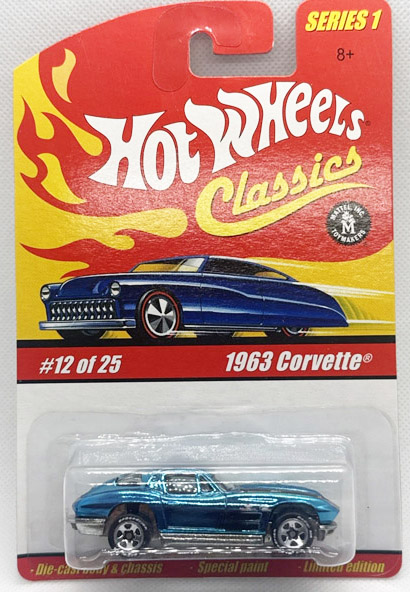 SERIES 1
8+
HOT WHEELS®
Classics
MATTEL, INC.
M
TOYMAKERS
#12 of 25
1963 Corvette®
· Die-cast body & chassis · Special paint · Limited edition